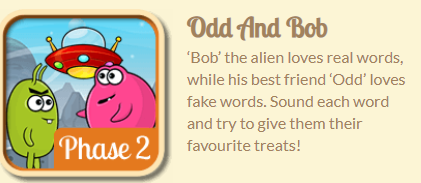 Odd And Bob
'Bob' the alien loves real words,
while his best friend 'Odd' loves
fake words. Sound each word
and try to give them their
favourite treats!
Phase 2